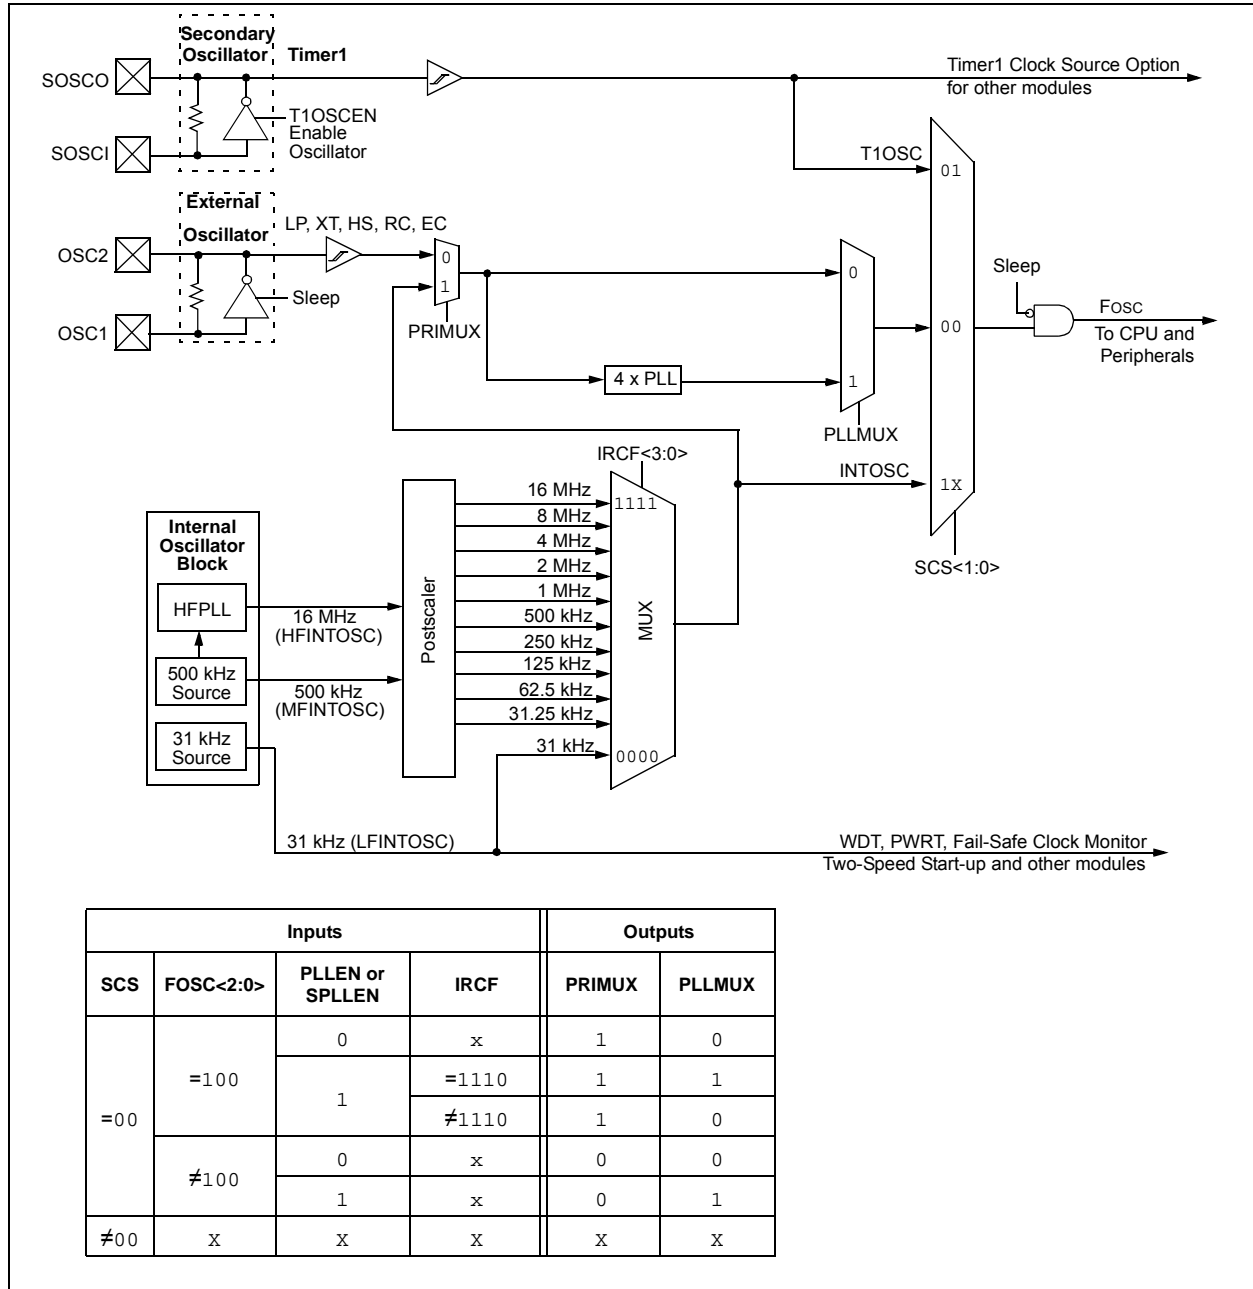 Secondary
Oscillator
Timer1
SOSCO
Timer1 Clock Source Option
for other modules
T1OSCEN
Enable
Oscillator
SOSCI
T1OSC
01
External
Oscillator
LP, XT, HS, RC, EC
OSC2
0
1
PRIMUX
Sleep
OSC1
0
1
4 x PLL
PLLMUX
00
Sleep
FOSC
To CPU and
Peripherals
IRCF<3:0>
INTOSC
1X
SCS<1:0>
Internal
Oscillator
Block
HFPLL
500 kHz
Source
31 kHz
Source
16 MHz
(HFINTOSC)
500 kHz
(MFINTOSC)
Postscaler
16 MHz
8 MHz
4 MHz
2 MHz
1 MHz
500 kHz
250 kHz
125 kHz
62.5 kHz
31.25 kHz
31 kHz
1111
MUX
0000
31 kHz (LFINTOSC)
WDT, PWRT, Fail-Safe Clock Monitor
Two-Speed Start-up and other modules
Inputs Outputs
SCS FOSC<2:0> PLLEN or SPLLEN IRCF PRIMUX PLLMUX
=00 =100 0 x 1 0
1 =1110 1 1
≠1110 1 0
≠100 0 x 0 0
1 x 0 1
≠00 X X X X X